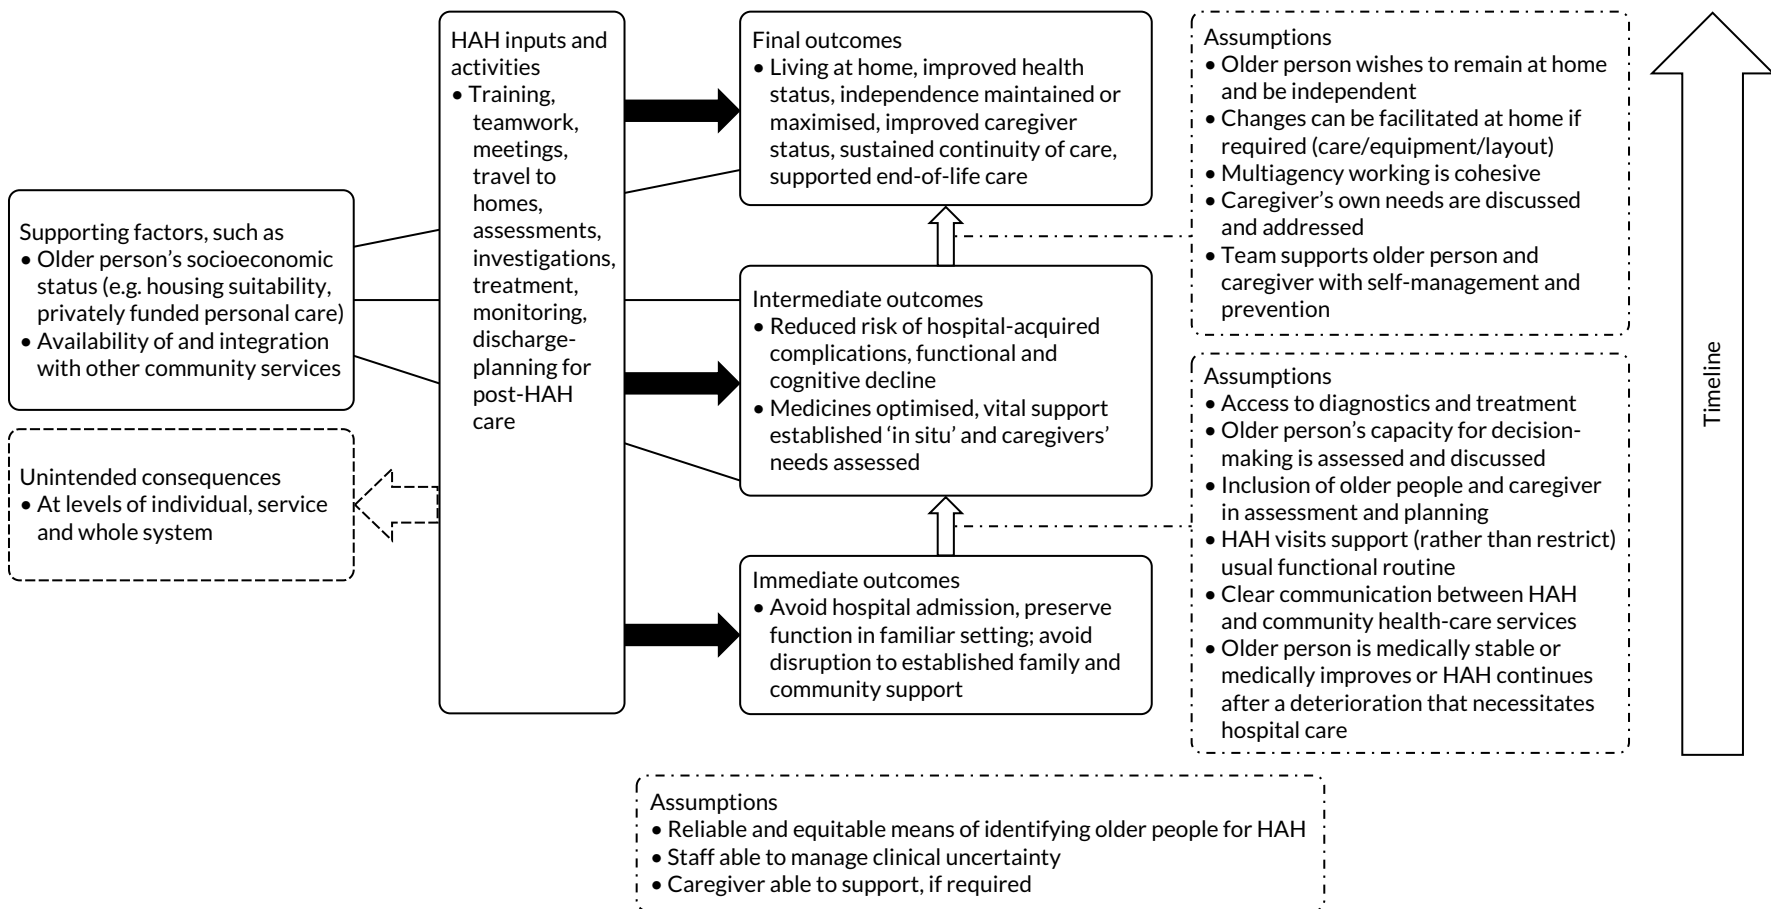 Supporting factors, such as
• Older person's socioeconomic
status (e.g. housing suitability,
privately funded personal care)
• Availability of and integration
with other community services
Unintended consequences
• At levels of individual, service
and whole system
HAH inputs and
activities
• Training,
teamwork,
meetings,
travel to
homes,
assessments,
investigations,
treatment,
monitoring,
discharge-
planning for
post-HAH
care
Final outcomes
• Living at home, improved health
status, independence maintained or
maximised, improved caregiver
status, sustained continuity of care,
supported end-of-life care
Intermediate outcomes
• Reduced risk of hospital-acquired
complications, functional and
cognitive decline
• Medicines optimised, vital support
established ‘in situ’ and caregivers’
needs assessed
Immediate outcomes
• Avoid hospital admission, preserve
function in familiar setting; avoid
disruption to established family and
community support
Assumptions
• Older person wishes to remain at home
and be independent
• Changes can be facilitated at home if
required (care/equipment/layout)
• Multiagency working is cohesive
• Caregiver’s own needs are discussed
and addressed
• Team supports older person and
caregiver with self-management and
prevention
Assumptions
• Access to diagnostics and treatment
• Older person’s capacity for decision-
making is assessed and discussed
• Inclusion of older people and caregiver
in assessment and planning
• HAH visits support (rather than restrict)
usual functional routine
• Clear communication between HAH
and community health-care services
• Older person is medically stable or
medically improves or HAH continues
after a deterioration that necessitates
hospital care
Timeline
Assumptions
• Reliable and equitable means of identifying older people for HAH
• Staff able to manage clinical uncertainty
• Caregiver able to support, if required